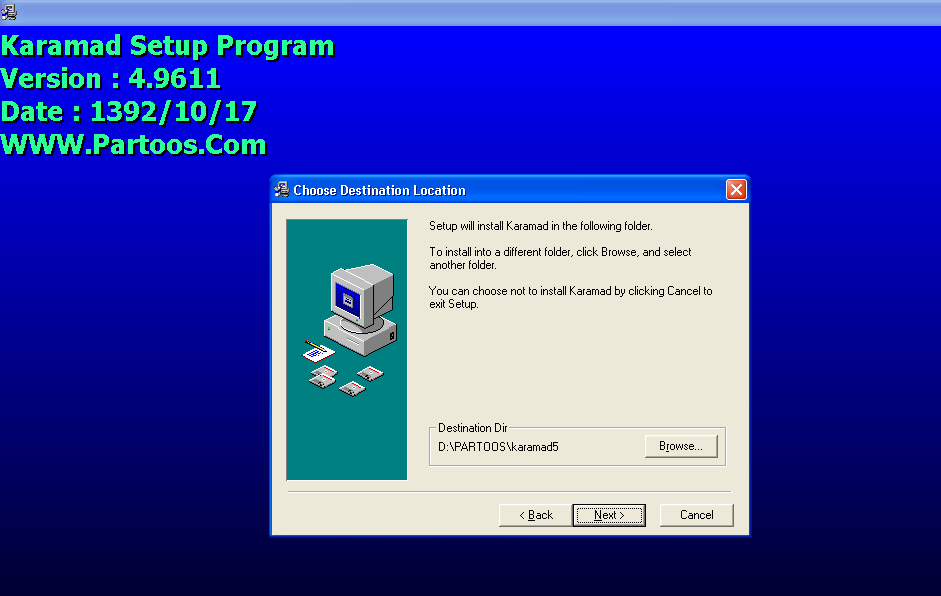 Karamad Setup Program
Version : 4.9611
Date : 1392/10/17
WWW.Partoos.Com
Choose Destination Location
Setup will install Karamad in the following folder.
To install into a different folder, click Browse, and select
another folder.
You can choose not to install Karamad by clicking Cancel to
exit Setup.
Destination Dir
D:\PARTOOS\karamad5
Browse...
< Back
Next >
Cancel